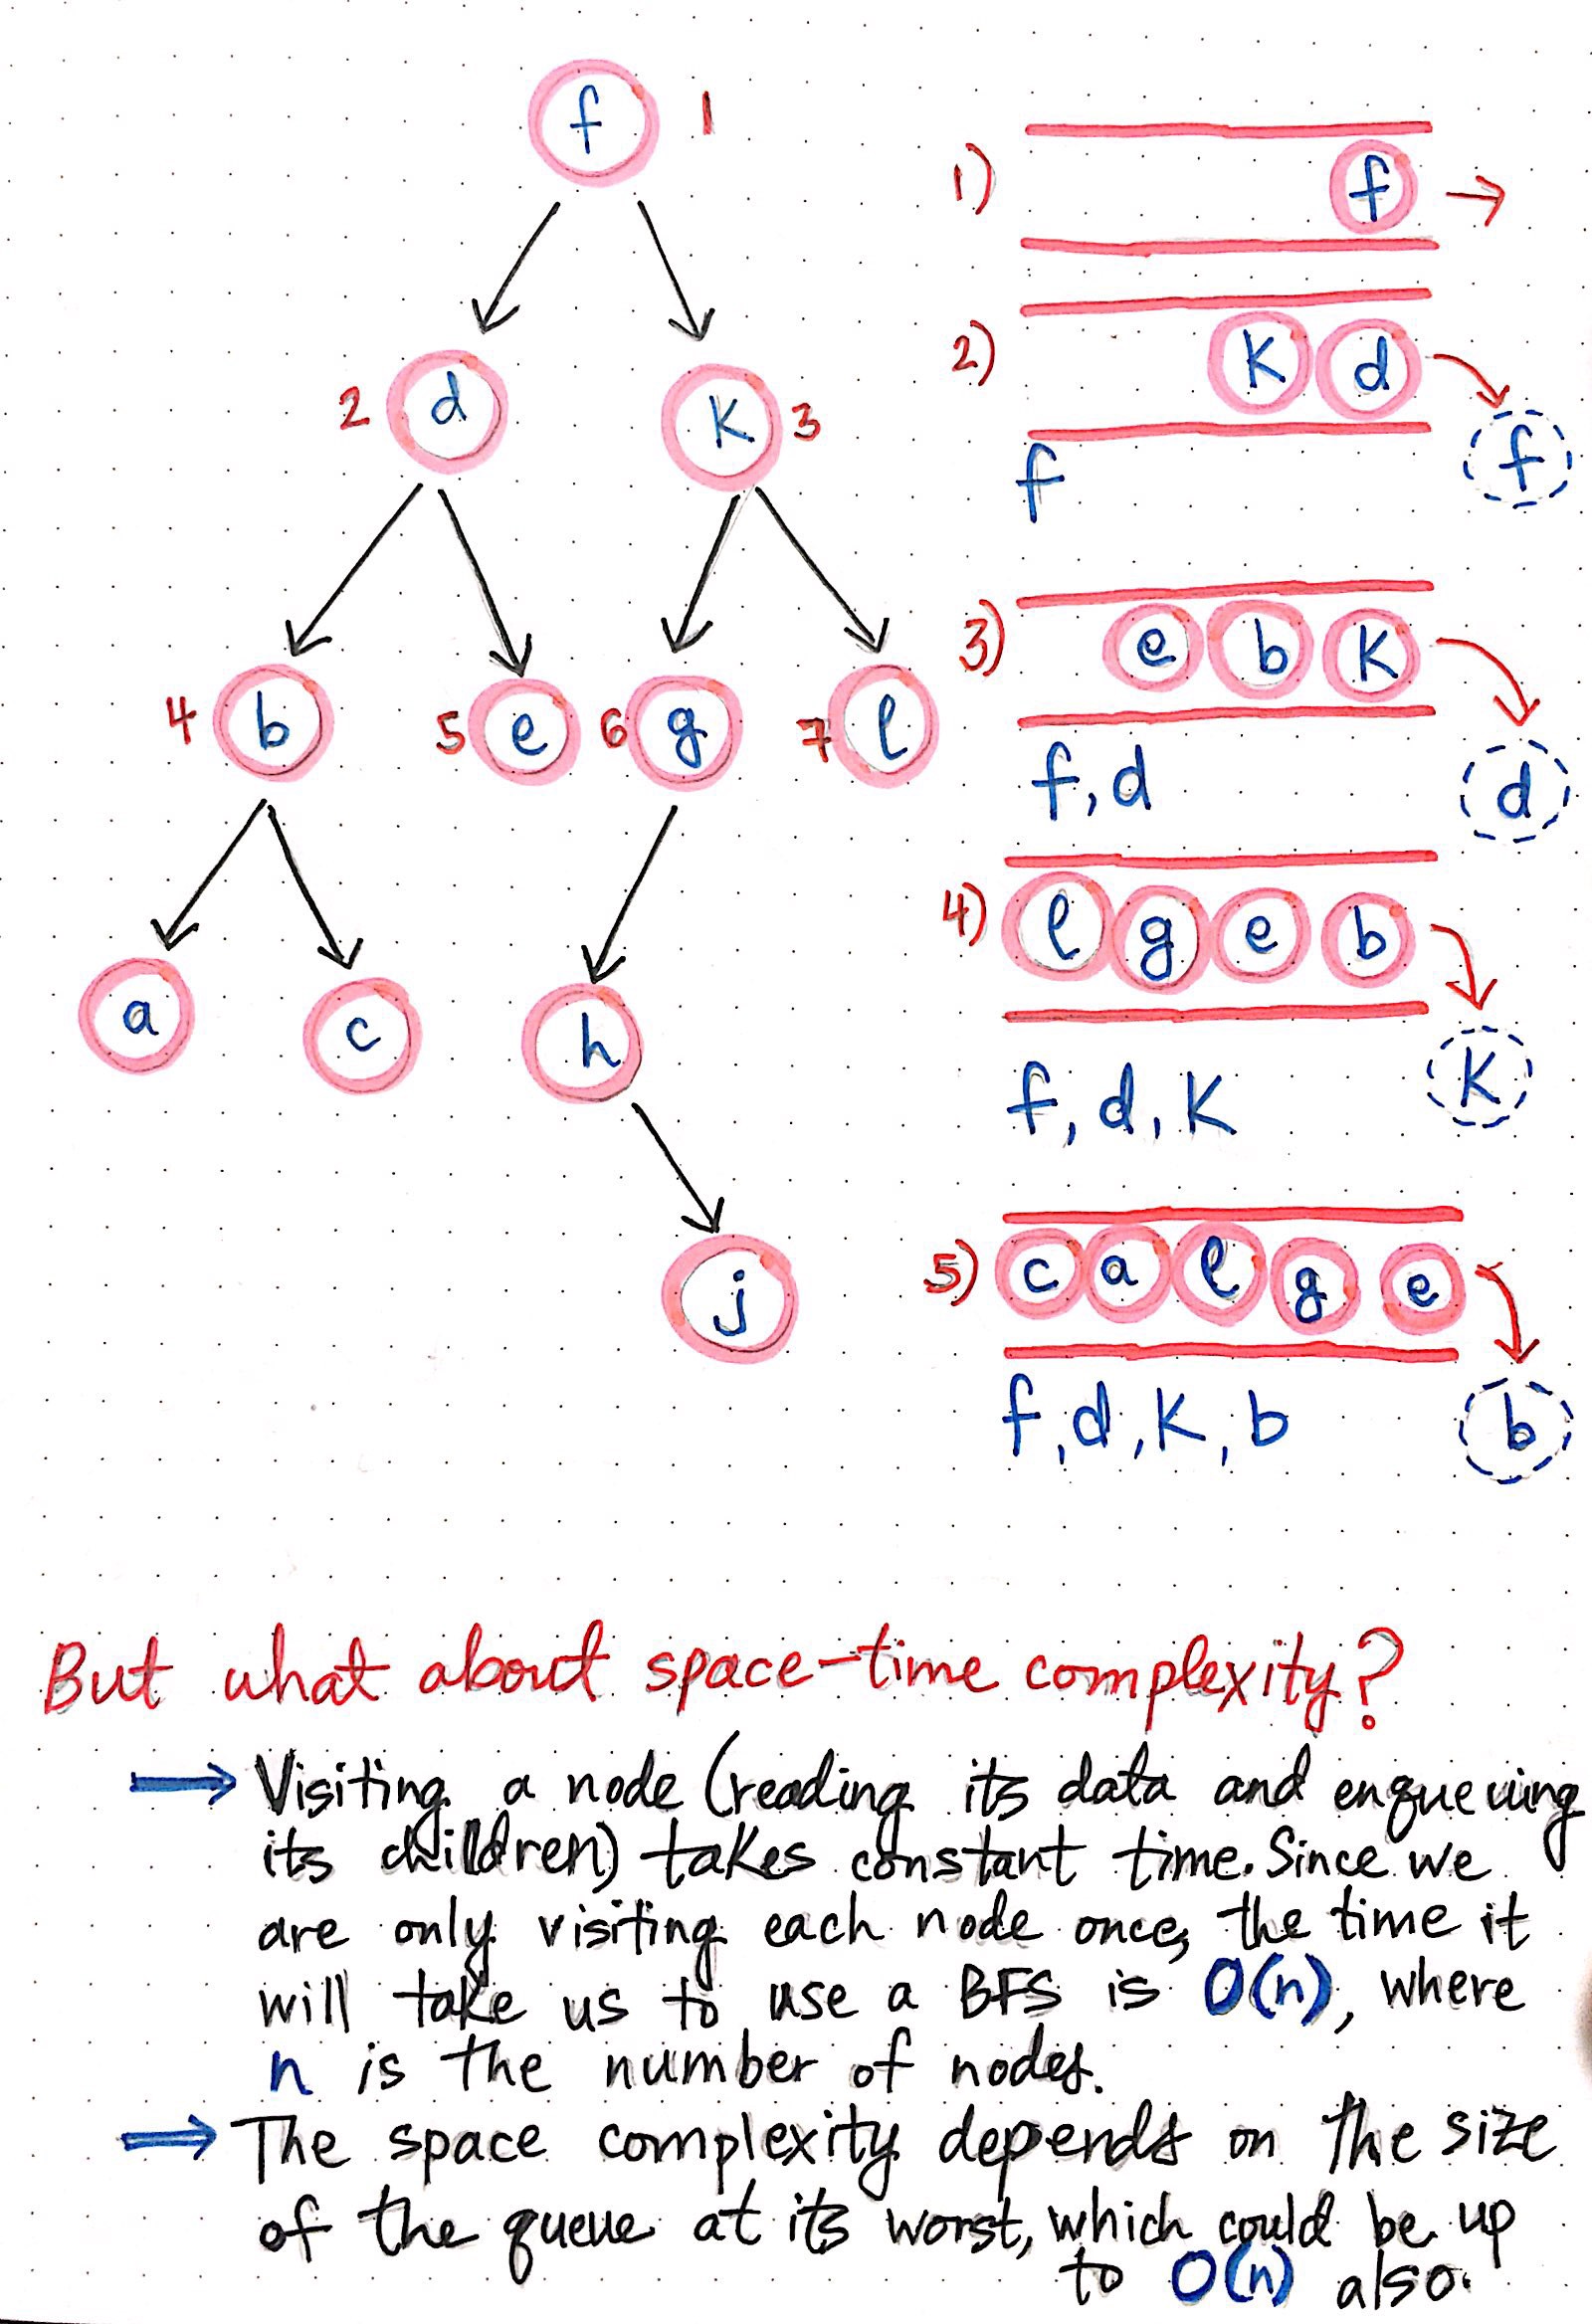 f 1
2 d K 3
4 b 5 e 6 g 7 l
a c h
j
1) f
2) K d
f f
3) e b K
f, d d
4) l g e b
f, d, K K
5) c a l g e
f, d, K, b b
But what about space-time complexity?
Visiting a node (reading its data and enqueuing
its children) takes constant time. Since we
are only visiting each node once, the time it
will take us to use a BFS is O(n), where
n is the number of nodes.
The space complexity depends on the size
of the queue at its worst, which could be up
to O(n) also.